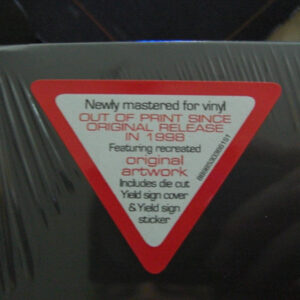 Newly mastered for vinyl
OUT OF PRINT SINCE
ORIGINAL RELEASE
IN 1998
Featuring recreated
original
artwork
Includes die cut
Yield sign cover
& Yield sign
sticker